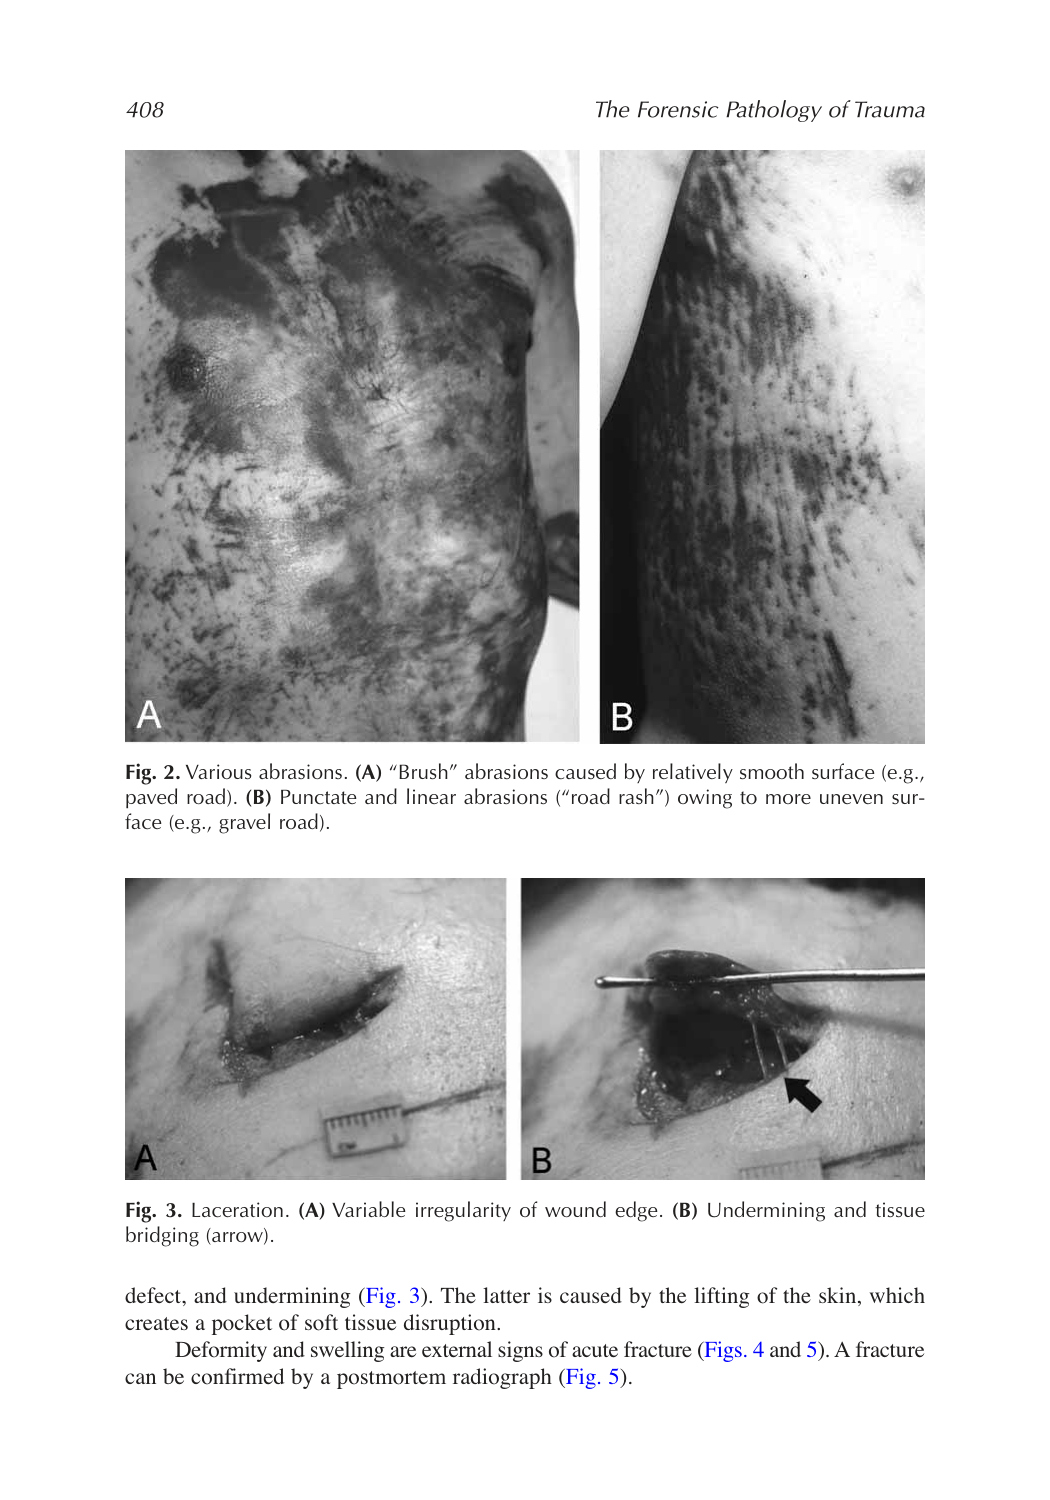 408
The Forensic Pathology of Trauma
A
B
Fig. 2. Various abrasions. (A) “Brush” abrasions caused by relatively smooth surface (e.g.,
paved road). (B) Punctate and linear abrasions (“road rash”) owing to more uneven sur-
face (e.g., gravel road).
A
B
Fig. 3. Laceration. (A) Variable irregularity of wound edge. (B) Undermining and tissue
bridging (arrow).
defect, and undermining (Fig. 3). The latter is caused by the lifting of the skin, which
creates a pocket of soft tissue disruption.
Deformity and swelling are external signs of acute fracture (Figs. 4 and 5). A fracture
can be confirmed by a postmortem radiograph (Fig. 5).